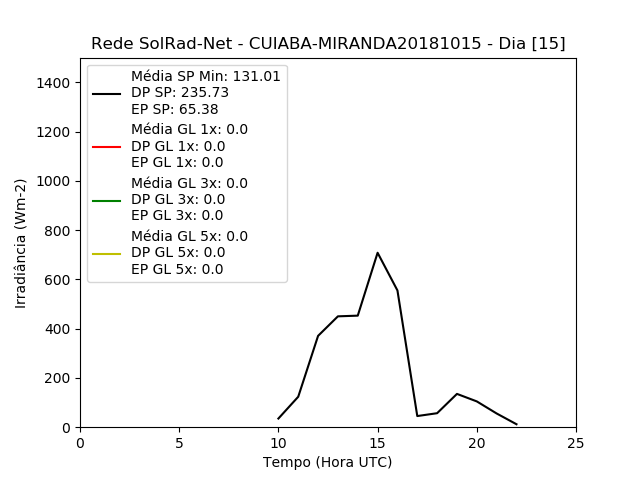 Rede SolRad-Net - CUIABA-MIRANDA20181015 - Dia [15]
Média SP Min: 131.01
DP SP: 235.73
EP SP: 65.38
Média GL 1x: 0.0
DP GL 1x: 0.0
EP GL 1x: 0.0
Média GL 3x: 0.0
DP GL 3x: 0.0
EP GL 3x: 0.0
Média GL 5x: 0.0
DP GL 5x: 0.0
EP GL 5x: 0.0
1400
1200
1000
800
600
400
200
0
Irradiância (Wm-2)
0 5 10 15 20 25
Tempo (Hora UTC)